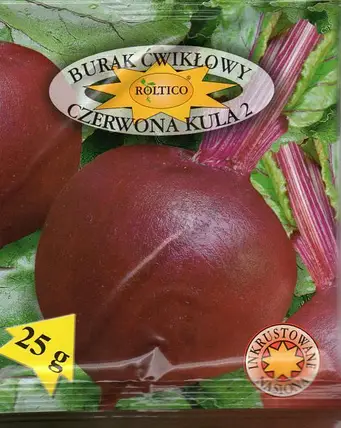 BURAK ĆWIKŁOWY
ROLTICO
CZERWONA KULA 2
25 g
INKRUSTOWANE
NASIONA